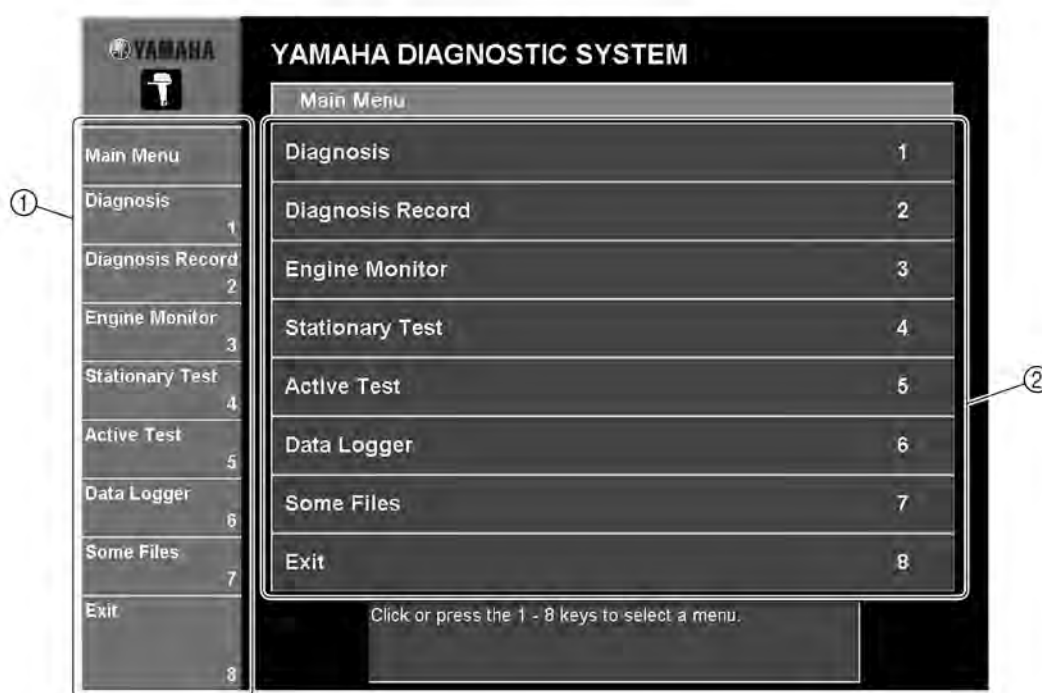 YAMAHA
YAMAHA DIAGNOSTIC SYSTEM
Main Menu
①
Main Menu
Diagnosis
1
Diagnosis Record
2
Engine Monitor
3
Stationary Test
4
Active Test
5
Data Logger
6
Some Files
7
Exit
8
Diagnosis 1
Diagnosis Record 2
Engine Monitor 3
Stationary Test 4
Active Test 5
Data Logger 6
Some Files 7
Exit 8
②
Click or press the 1 - 8 keys to select a menu.